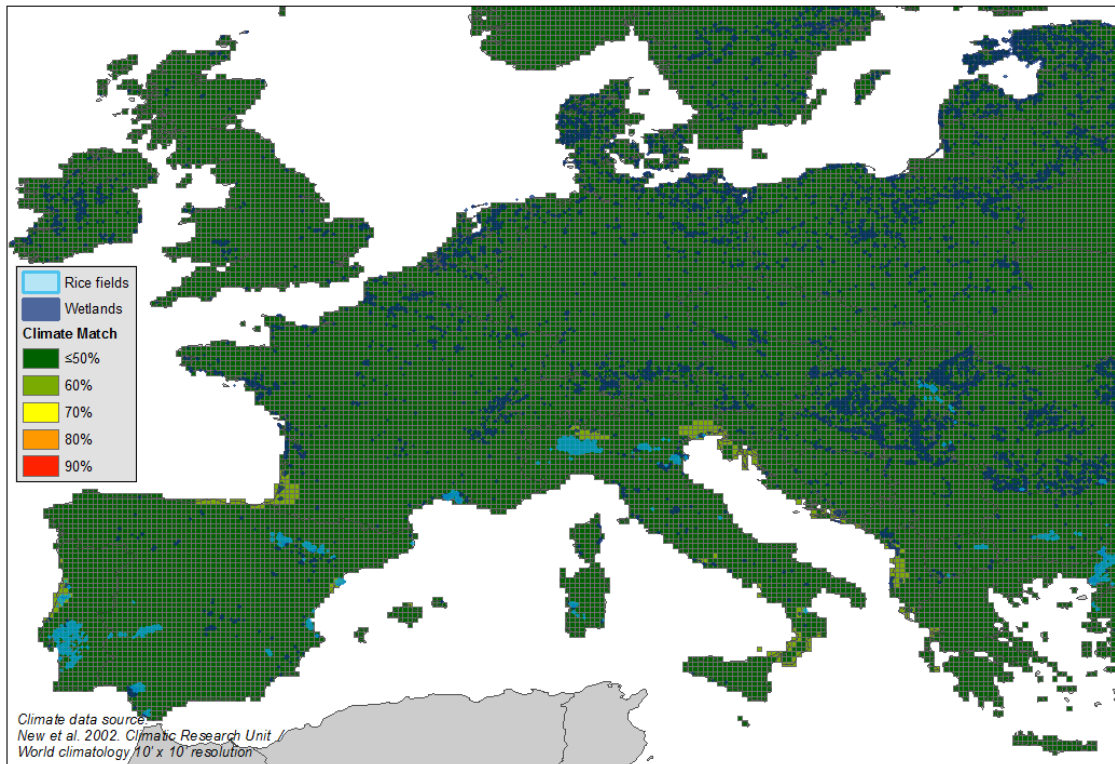 Rice fields
Wetlands
Climate Match
≤50%
60%
70%
80%
90%
Climate data source:
New et al. 2002. Climatic Research Unit /
World climatology 10' x 10' resolution